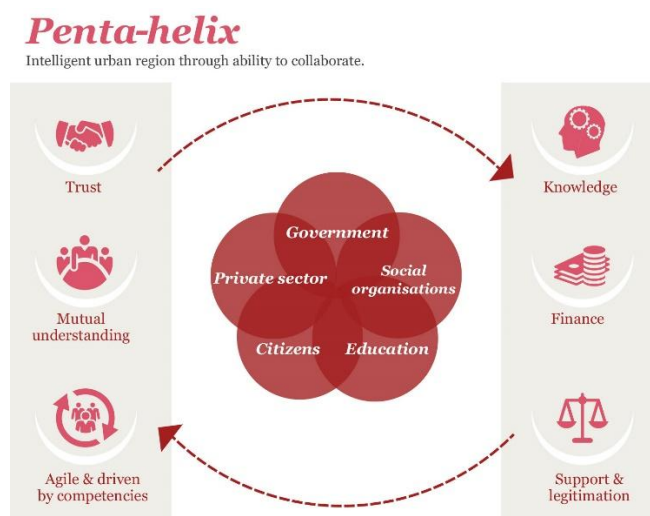 Penta-helix
Intelligent urban region through ability to collaborate.
Trust
Mutual
understanding
Agile & driven
by competencies
Government
Private sector
Social
organisations
Citizens
Education
Knowledge
Finance
Support &
legitimation